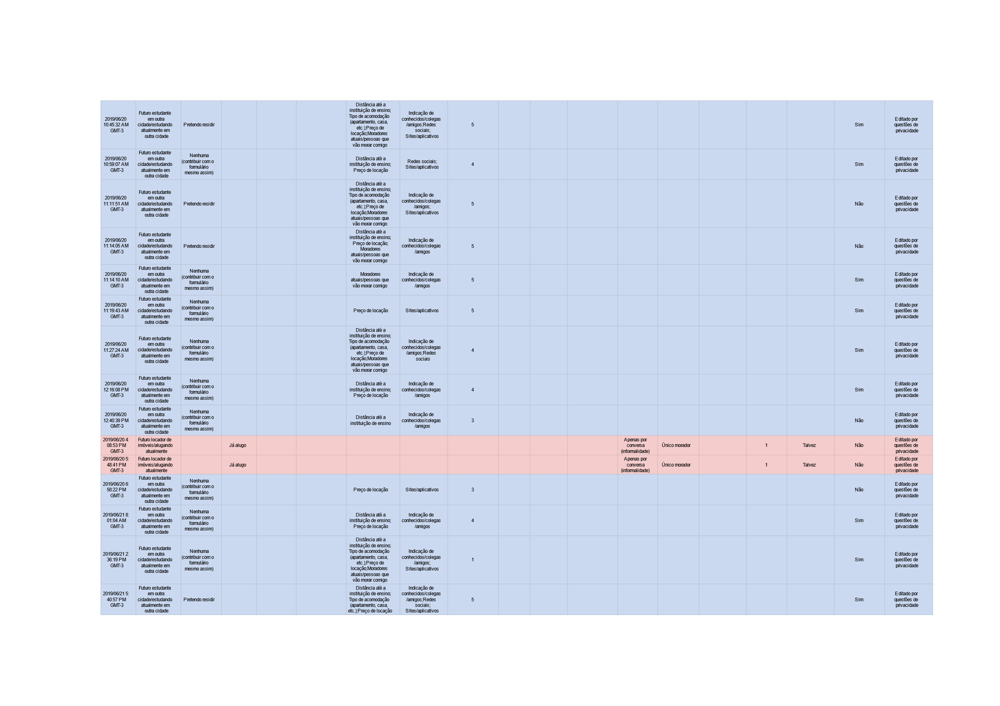 2019/06/20
10:45:32 AM
GMT-3
Futuro estudante
em outra
cidade/estudando
atualmente em
outra cidade
Pretendo residir
Distância até a
instituição de ensino;
Tipo de acomodação
(apartamento, casa,
etc.);Preço de
locação;Moradores
atuais/pessoas que
vão morar comigo
Indicação de
conhecidos/colegas
/amigos;Redes
sociais;
Sites/aplicativos
5
Sim
Editado por
questões de
privacidade
2019/06/20
10:59:07 AM
GMT-3
Futuro estudante
em outra
cidade/estudando
atualmente em
outra cidade
Nenhuma
(contribuir com o
formulário
mesmo assim)
Distância até a
instituição de ensino;
Preço de locação
Redes sociais;
Sites/aplicativos
4
Sim
Editado por
questões de
privacidade
2019/06/20
11:11:51 AM
GMT-3
Futuro estudante
em outra
cidade/estudando
atualmente em
outra cidade
Pretendo residir
Distância até a
instituição de ensino;
Tipo de acomodação
(apartamento, casa,
etc.);Preço de
locação;Moradores
atuais/pessoas que
vão morar comigo
Indicação de
conhecidos/colegas
/amigos;
Sites/aplicativos
5
Não
Editado por
questões de
privacidade
2019/06/20
11:14:05 AM
GMT-3
Futuro estudante
em outra
cidade/estudando
atualmente em
outra cidade
Pretendo residir
Distância até a
instituição de ensino;
Preço de locação;
Moradores
atuais/pessoas que
vão morar comigo
Indicação de
conhecidos/colegas
/amigos
5
Não
Editado por
questões de
privacidade
2019/06/20
11:14:10 AM
GMT-3
Futuro estudante
em outra
cidade/estudando
atualmente em
outra cidade
Nenhuma
(contribuir com o
formulário
mesmo assim)
Moradores
atuais/pessoas que
vão morar comigo
Indicação de
conhecidos/colegas
/amigos
5
Sim
Editado por
questões de
privacidade
2019/06/20
11:19:43 AM
GMT-3
Futuro estudante
em outra
cidade/estudando
atualmente em
outra cidade
Nenhuma
(contribuir com o
formulário
mesmo assim)
Preço de locação
Sites/aplicativos
5
Sim
Editado por
questões de
privacidade
2019/06/20
11:27:24 AM
GMT-3
Futuro estudante
em outra
cidade/estudando
atualmente em
outra cidade
Nenhuma
(contribuir com o
formulário
mesmo assim)
Distância até a
instituição de ensino;
Tipo de acomodação
(apartamento, casa,
etc.);Preço de
locação;Moradores
atuais/pessoas que
vão morar comigo
Indicação de
conhecidos/colegas
/amigos;Redes
sociais
4
Sim
Editado por
questões de
privacidade
2019/06/20
12:16:08 PM
GMT-3
Futuro estudante
em outra
cidade/estudando
atualmente em
outra cidade
Nenhuma
(contribuir com o
formulário
mesmo assim)
Distância até a
instituição de ensino;
Preço de locação
Indicação de
conhecidos/colegas
/amigos
4
Sim
Editado por
questões de
privacidade
2019/06/20
12:40:39 PM
GMT-3
Futuro estudante
em outra
cidade/estudando
atualmente em
outra cidade
Nenhuma
(contribuir com o
formulário
mesmo assim)
Distância até a
instituição de ensino
Indicação de
conhecidos/colegas
/amigos
3
Não
Editado por
questões de
privacidade
2019/06/20 4:
08:53 PM
GMT-3
Futuro locador de
imóveis/alugando
atualmente
Já alugo
Apenas por
conversa
(informalidade)
Único morador
1
Talvez
Não
Editado por
questões de
privacidade
2019/06/20 5:
48:41 PM
GMT-3
Futuro locador de
imóveis/alugando
atualmente
Já alugo
Apenas por
conversa
(informalidade)
Único morador
1
Talvez
Não
Editado por
questões de
privacidade
2019/06/20 6:
58:22 PM
GMT-3
Futuro estudante
em outra
cidade/estudando
atualmente em
outra cidade
Nenhuma
(contribuir com o
formulário
mesmo assim)
Preço de locação
Sites/aplicativos
3
Não
Editado por
questões de
privacidade
2019/06/21 8:
01:04 AM
GMT-3
Futuro estudante
em outra
cidade/estudando
atualmente em
outra cidade
Nenhuma
(contribuir com o
formulário
mesmo assim)
Distância até a
instituição de ensino;
Preço de locação
Indicação de
conhecidos/colegas
/amigos
4
Sim
Editado por
questões de
privacidade
2019/06/21 2:
36:19 PM
GMT-3
Futuro estudante
em outra
cidade/estudando
atualmente em
outra cidade
Nenhuma
(contribuir com o
formulário
mesmo assim)
Distância até a
instituição de ensino;
Tipo de acomodação
(apartamento, casa,
etc.);Preço de
locação;Moradores
atuais/pessoas que
vão morar comigo
Indicação de
conhecidos/colegas
/amigos;
Sites/aplicativos
1
Sim
Editado por
questões de
privacidade
2019/06/21 5:
40:57 PM
GMT-3
Futuro estudante
em outra
cidade/estudando
atualmente em
outra cidade
Pretendo residir
Distância até a
instituição de ensino;
Tipo de acomodação
(apartamento, casa,
etc.);Preço de locação
Indicação de
conhecidos/colegas
/amigos;Redes
sociais;
Sites/aplicativos
5
Sim
Editado por
questões de
privacidade